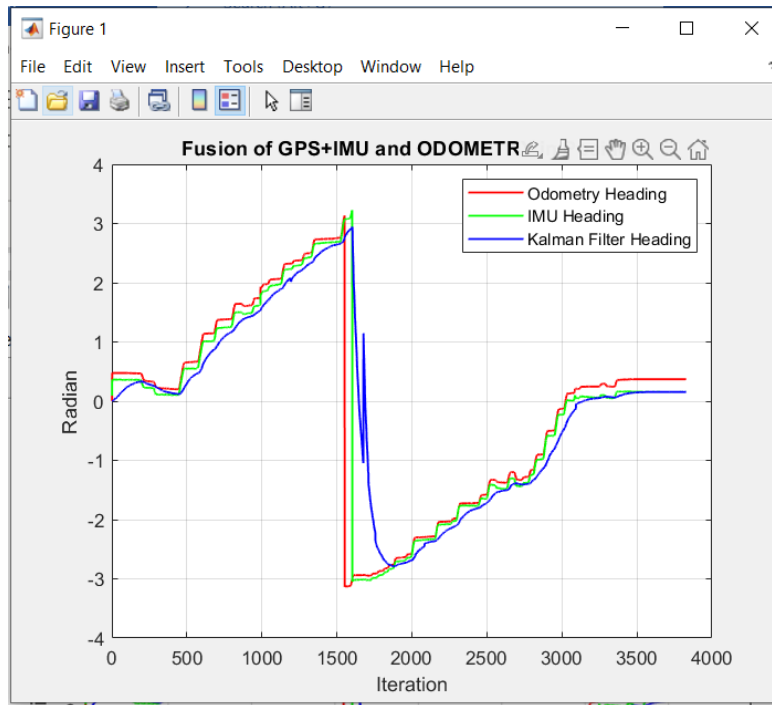 Figure 1
File Edit View Insert Tools Desktop Window Help
Fusion of GPS+IMU and ODOMETR
4
3
2
1
0
-1
-2
-3
-4
Radian
Odometry Heading
IMU Heading
Kalman Filter Heading
0 500 1000 1500 2000 2500 3000 3500 4000
Iteration